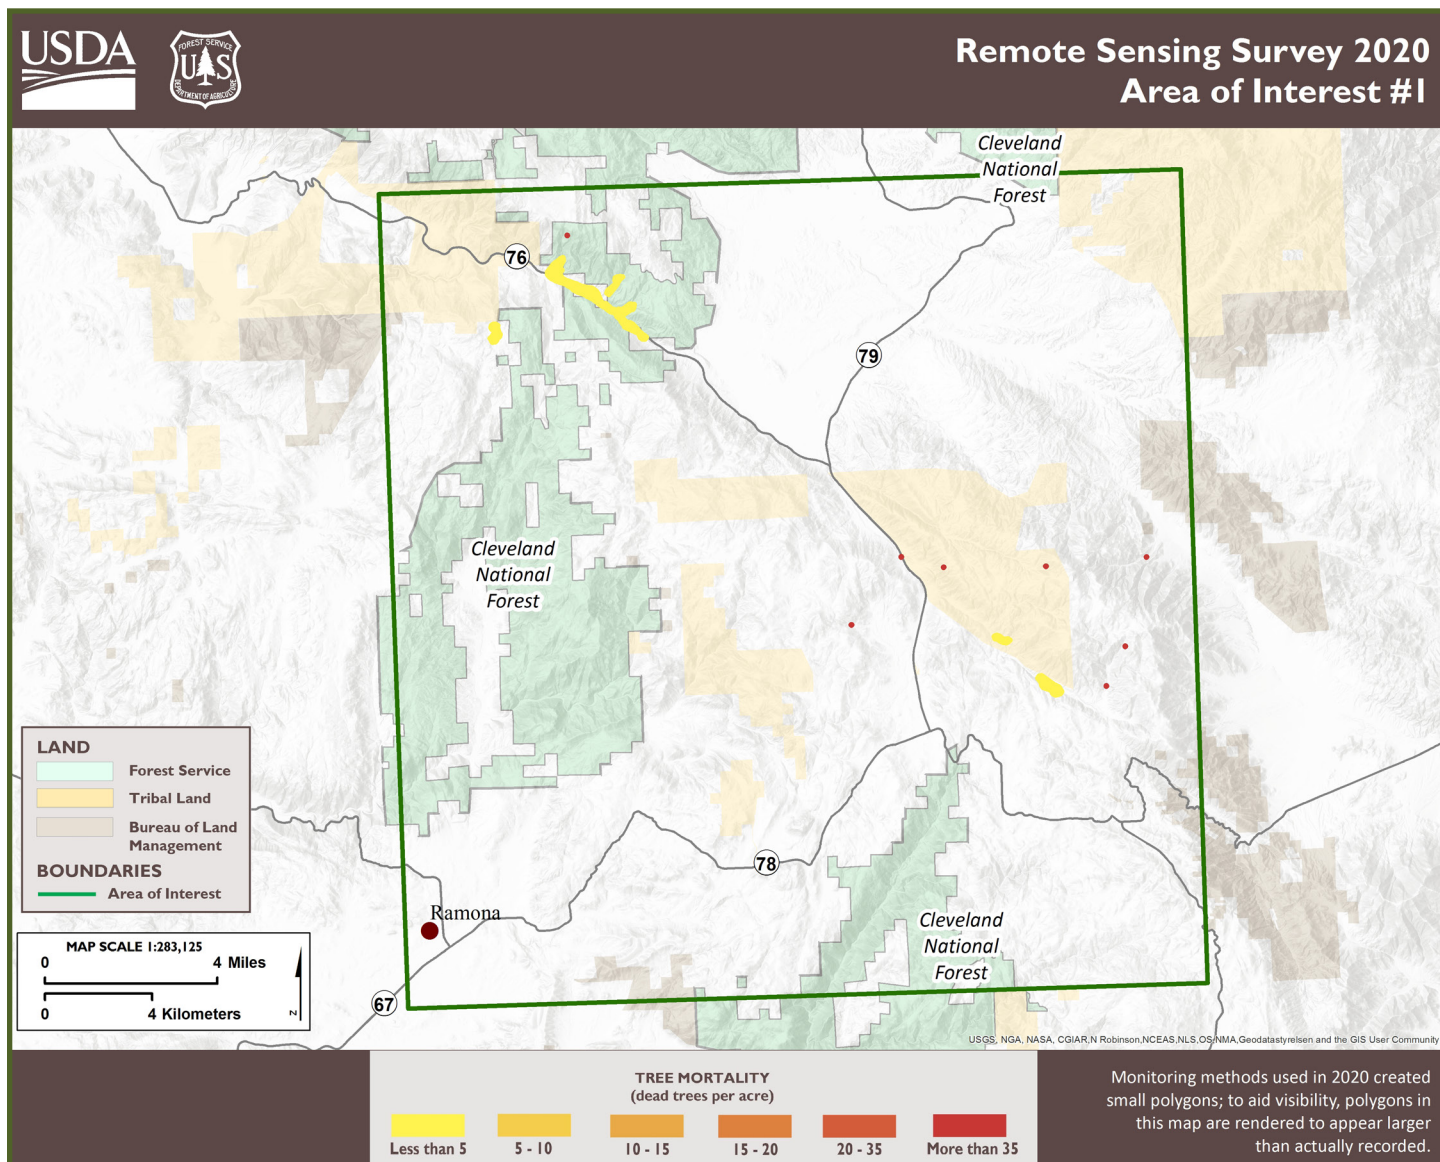 USDA
FOREST SERVICE
U S
DEPARTMENT OF AGRICULTURE
Remote Sensing Survey 2020
Area of Interest #1
Cleveland
National
Forest
76
79
Cleveland
National
Forest
LAND
Forest Service
Tribal Land
Bureau of Land
Management
BOUNDARIES
Area of Interest
78
Ramona
Cleveland
National
Forest
MAP SCALE 1:283,125
0 4 Miles
0 4 Kilometers
N
67
USGS, NGA, NASA, CGIAR,N Robinson,NCEAS,NLS,OS,NMA,Geodatastyrelsen and the GIS User Community
TREE MORTALITY
(dead trees per acre)
Less than 5
5 - 10
10 - 15
15 - 20
20 - 35
More than 35
Monitoring methods used in 2020 created
small polygons; to aid visibility, polygons in
this map are rendered to appear larger
than actually recorded.